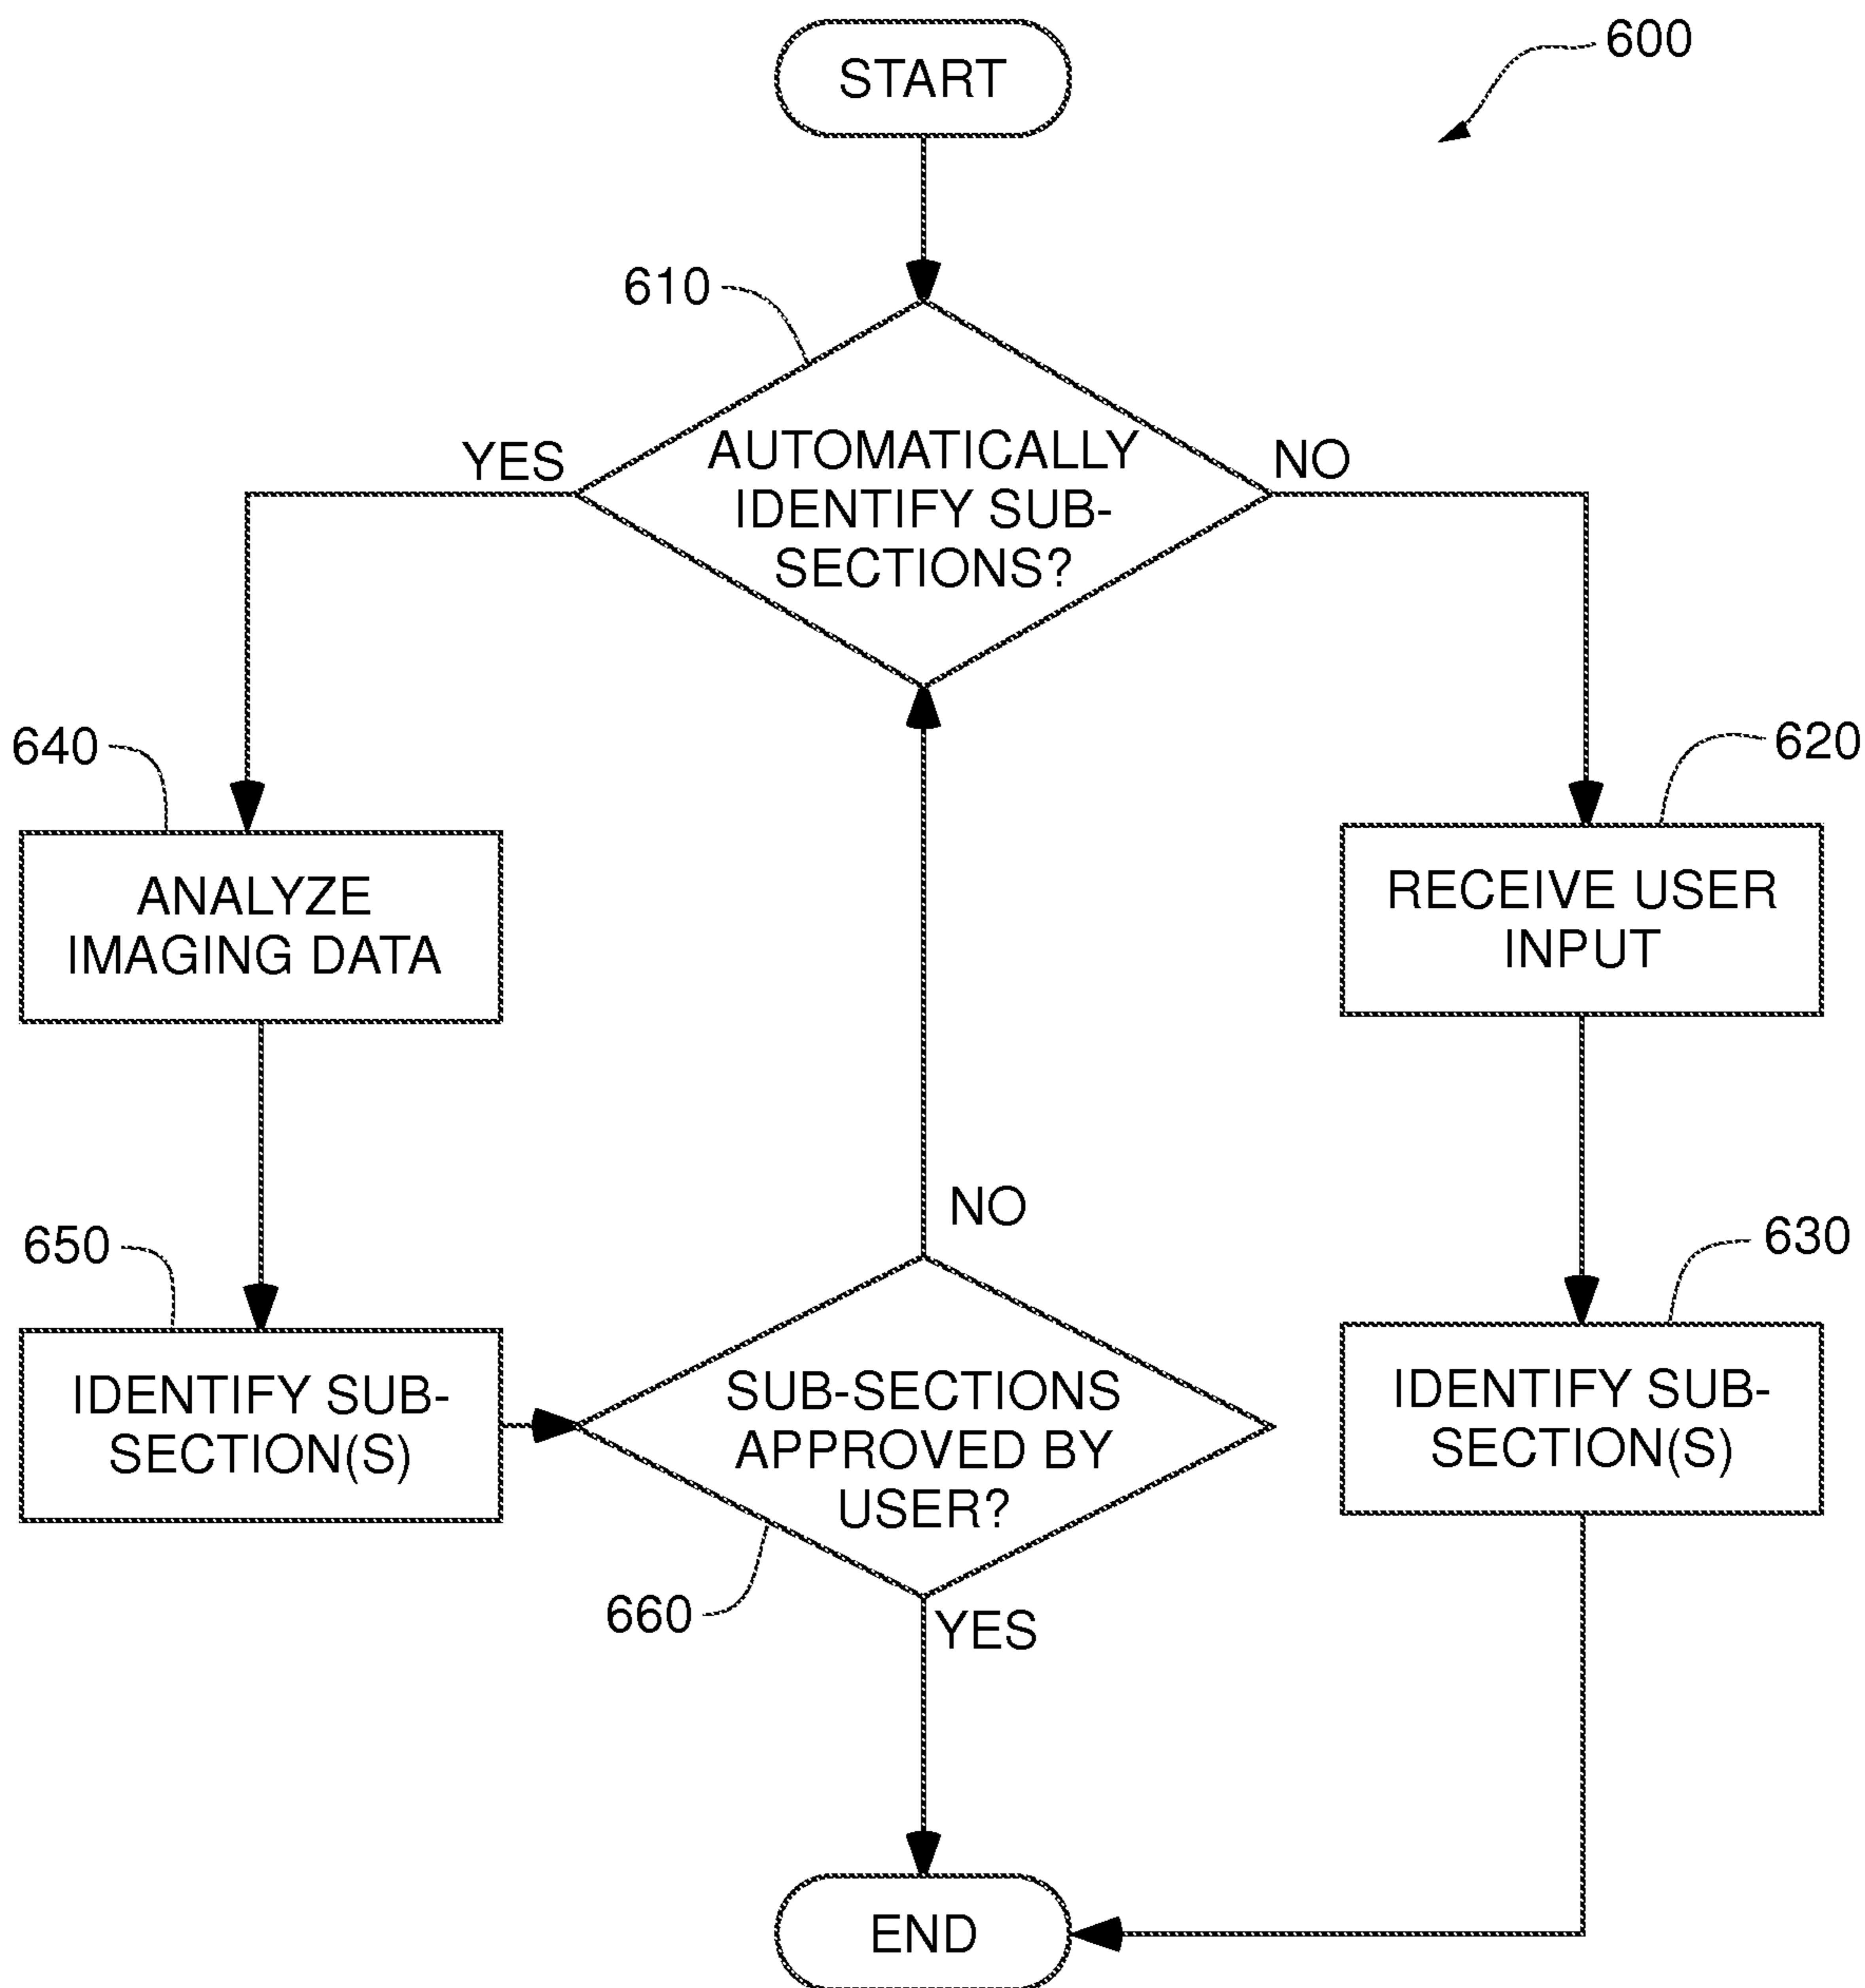 START
600
610
YES
AUTOMATICALLY
IDENTIFY SUB-
SECTIONS?
NO
640
ANALYZE
IMAGING DATA
620
RECEIVE USER
INPUT
NO
650
IDENTIFY SUB-
SECTION(S)
SUB-SECTIONS
APPROVED BY
USER?
630
IDENTIFY SUB-
SECTION(S)
660
YES
END